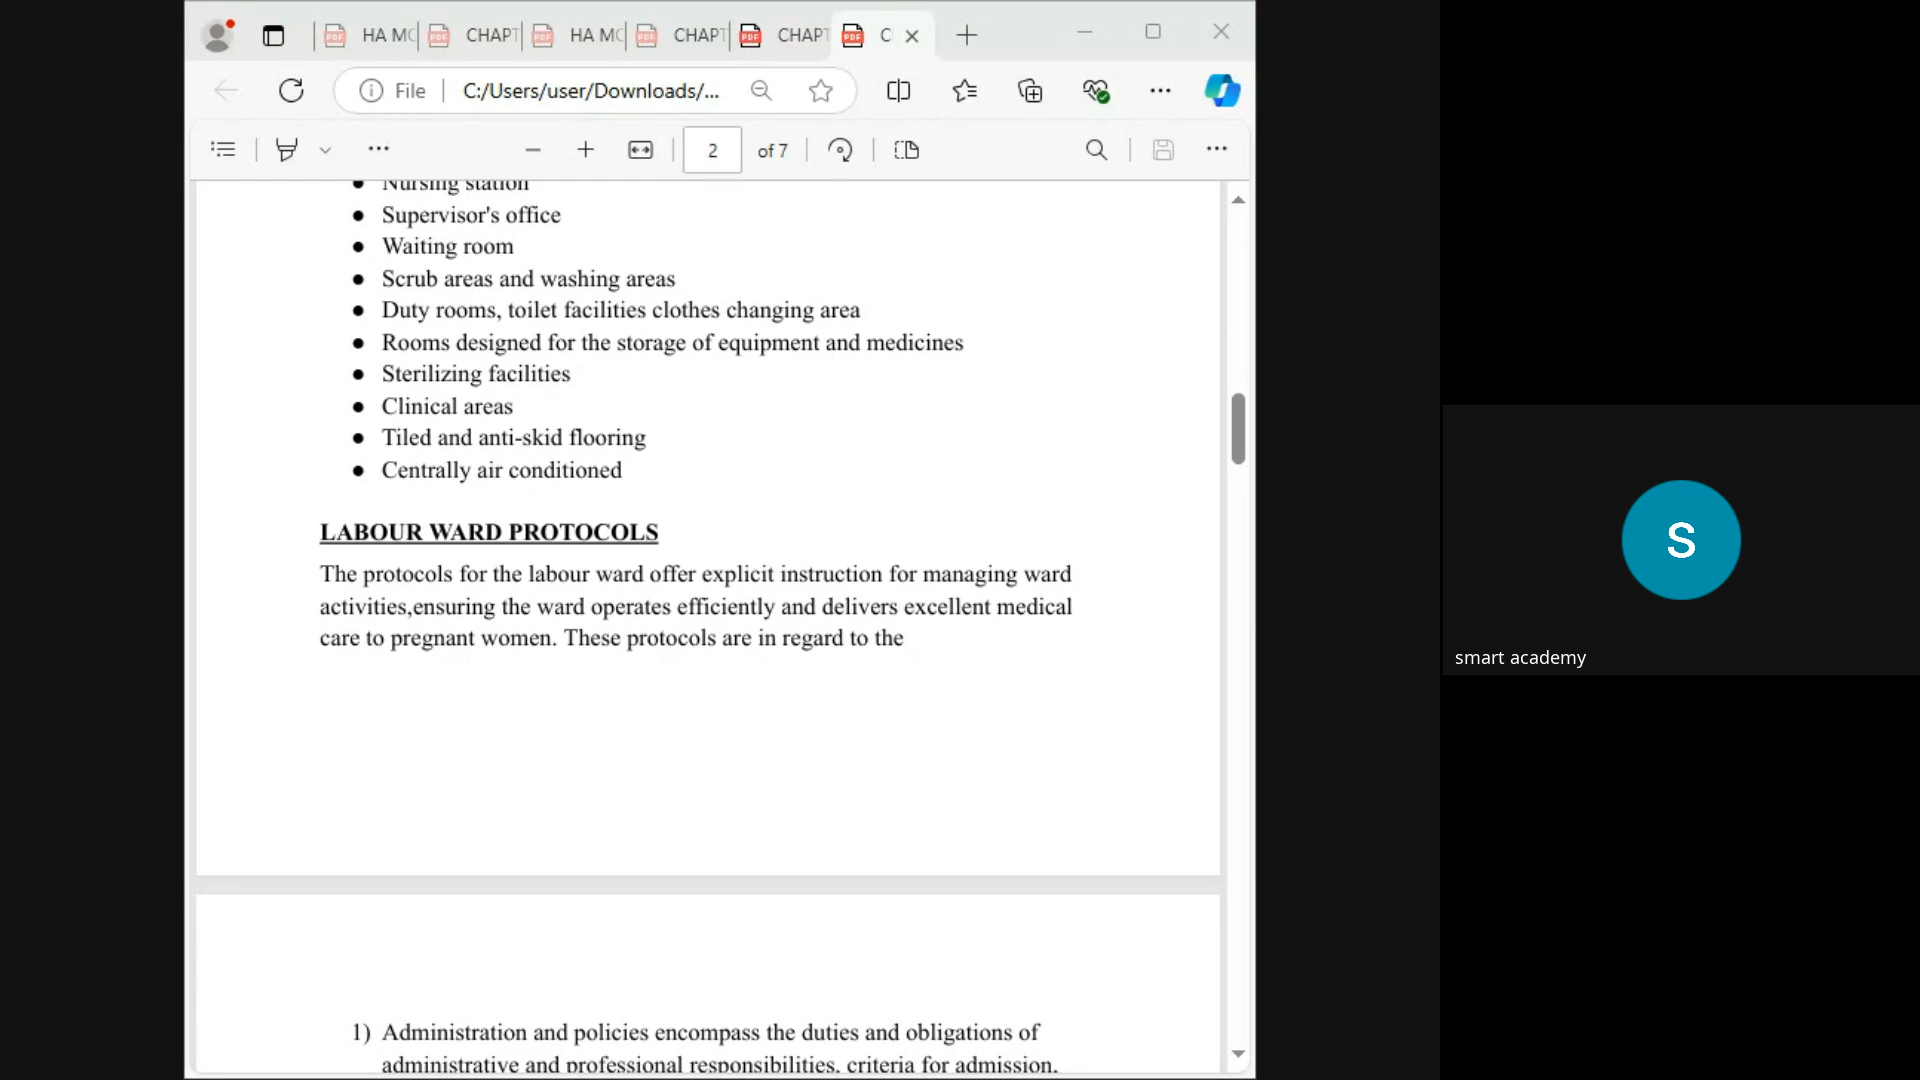 HA MC
CHAPT
HA MC
CHAPT
CHAPT
C
File
C:/Users/user/Downloads/...
2 of 7
Nursing station
● Supervisor's office
● Waiting room
● Scrub areas and washing areas
● Duty rooms, toilet facilities clothes changing area
● Rooms designed for the storage of equipment and medicines
● Sterilizing facilities
● Clinical areas
● Tiled and anti-skid flooring
● Centrally air conditioned
LABOUR WARD PROTOCOLS
The protocols for the labour ward offer explicit instruction for managing ward
activities,ensuring the ward operates efficiently and delivers excellent medical
care to pregnant women. These protocols are in regard to the
1) Administration and policies encompass the duties and obligations of
administrative and professional responsibilities, criteria for admission,
S
smart academy